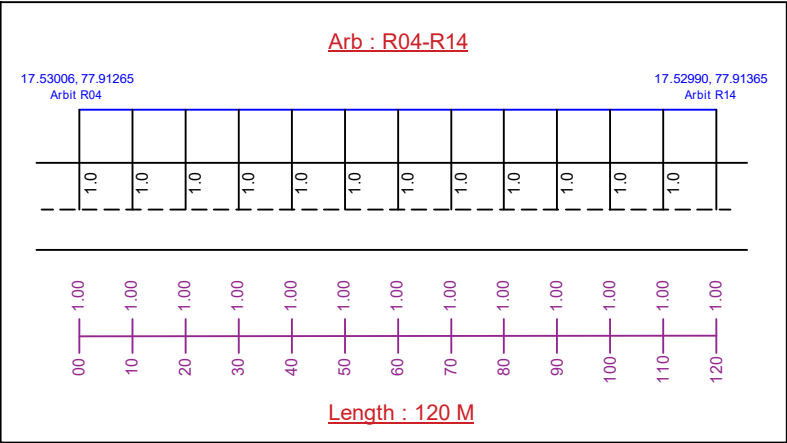 Arb : R04-R14
17.53006, 77.91265
Arbit R04
17.52990, 77.91365
Arbit R14
1.0 1.0 1.0 1.0 1.0 1.0 1.0 1.0 1.0 1.0 1.0 1.0
1.00 1.00 1.00 1.00 1.00 1.00 1.00 1.00 1.00 1.00 1.00 1.00 1.00
00 10 20 30 40 50 60 70 80 90 100 110 120
Length : 120 M